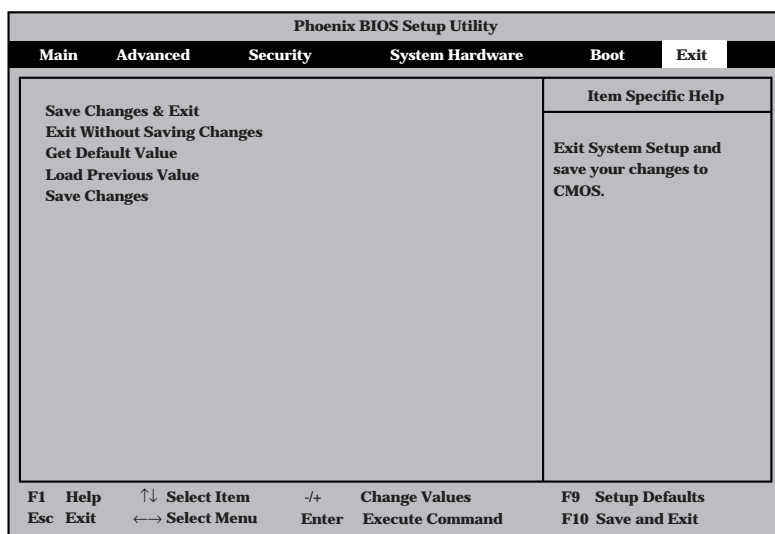 Phoenix BIOS Setup Utility
Main Advanced Security System Hardware Boot Exit
Save Changes & Exit
Exit Without Saving Changes
Get Default Value
Load Previous Value
Save Changes
Item Specific Help
Exit System Setup and
save your changes to
CMOS.
F1 Help ↑↓ Select Item -/+ Change Values F9 Setup Defaults
Esc Exit ←→ Select Menu Enter Execute Command F10 Save and Exit